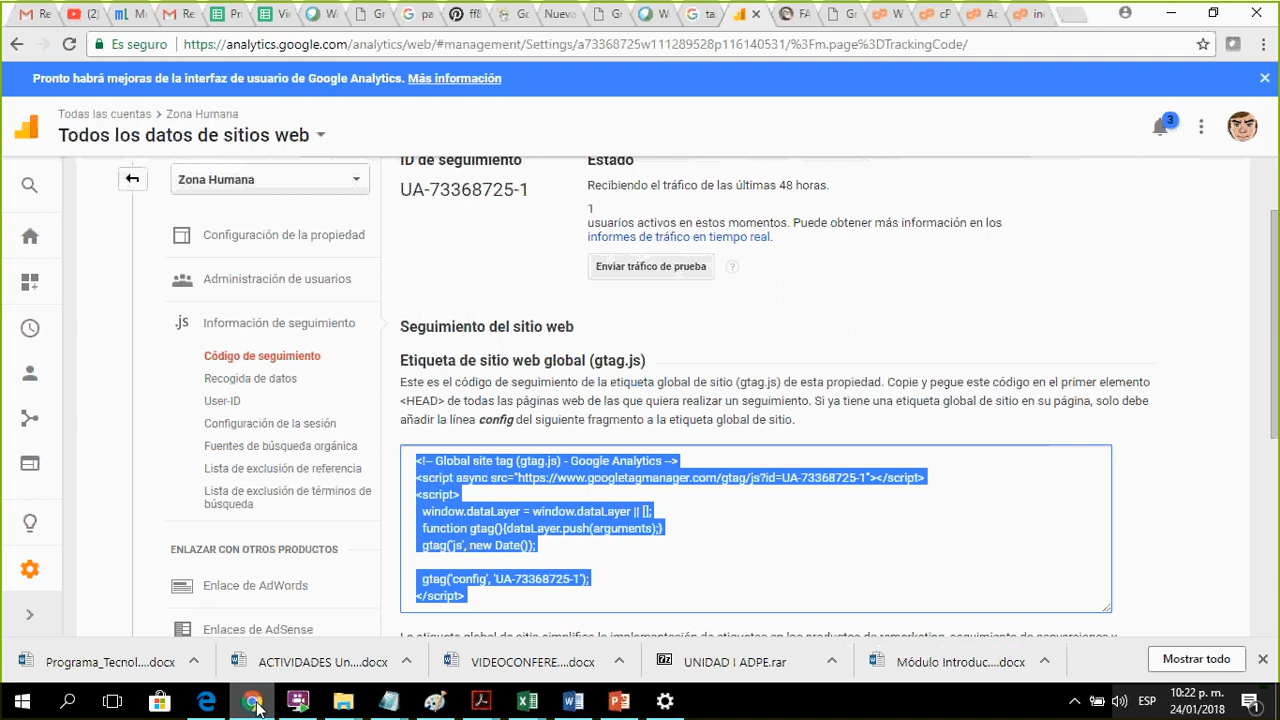 Es seguro
https://analytics.google.com/analytics/web/#management/Settings/a73368725w111289528p116140531/%3Fm.page%3DTrackingCode/
Pronto habrá mejoras de la interfaz de usuario de Google Analytics. Más información
Todas las cuentas > Zona Humana
Todos los datos de sitios web
3
Zona Humana
Configuración de la propiedad
Administración de usuarios
.js Información de seguimiento
Código de seguimiento
Recogida de datos
User-ID
Configuración de la sesión
Fuentes de búsqueda orgánica
Lista de exclusión de referencia
Lista de exclusión de términos de
búsqueda
ENLAZAR CON OTROS PRODUCTOS
Enlace de AdWords
Enlaces de AdSense
ID de seguimiento
UA-73368725-1
Estado
Recibiendo el tráfico de las últimas 48 horas.
1
usuarios activos en estos momentos. Puede obtener más información en los
informes de tráfico en tiempo real.
Enviar tráfico de prueba
?
Seguimiento del sitio web
Etiqueta de sitio web global (gtag.js)
Este es el código de seguimiento de la etiqueta global de sitio (gtag.js) de esta propiedad. Copie y pegue este código en el primer elemento
<HEAD> de todas las páginas web de las que quiera realizar un seguimiento. Si ya tiene una etiqueta global de sitio en su página, solo debe
añadir la línea config del siguiente fragmento a la etiqueta global de sitio.
<!-- Global site tag (gtag.js) - Google Analytics -->
<script async src="https://www.googletagmanager.com/gtag/js?id=UA-73368725-1"></script>
<script>
window.dataLayer = window.dataLayer || [];
function gtag(){dataLayer.push(arguments);}
gtag('js', new Date());
gtag('config', 'UA-73368725-1');
</script>
Programa_Tecnol....docx
ACTIVIDADES Un....docx
VIDEOCONFERE....docx
UNIDAD I ADPE.rar
Módulo Introduc....docx
Mostrar todo
ESP
10:22 p. m.
24/01/2018
1